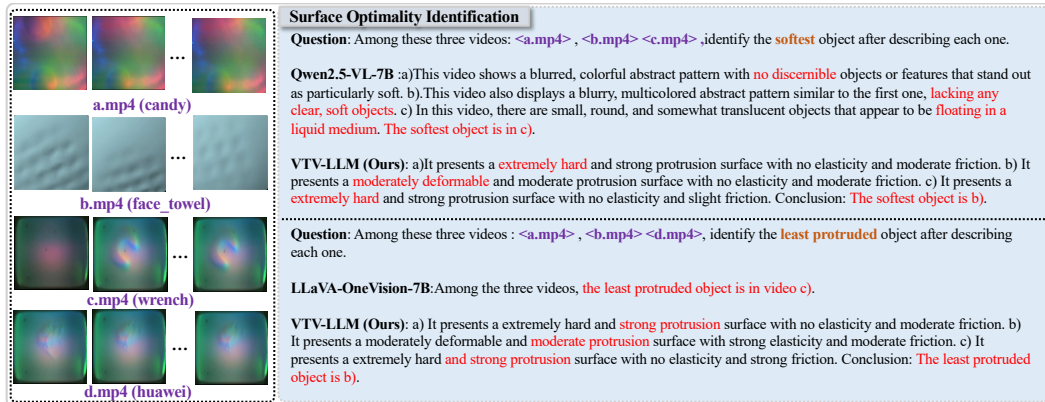 ...
a.mp4 (candy)
...
b.mp4 (face_towel)
...
c.mp4 (wrench)
...
d.mp4 (huawei)
Surface Optimality Identification
Question: Among these three videos: <a.mp4> , <b.mp4> <c.mp4> ,identify the softest object after describing each one.
Qwen2.5-VL-7B :a)This video shows a blurred, colorful abstract pattern with no discernible objects or features that stand out
as particularly soft. b).This video also displays a blurry, multicolored abstract pattern similar to the first one, lacking any
clear, soft objects. c) In this video, there are small, round, and somewhat translucent objects that appear to be floating in a
liquid medium. The softest object is in c).
VTV-LLM (Ours): a)It presents a extremely hard and strong protrusion surface with no elasticity and moderate friction. b) It
presents a moderately deformable and moderate protrusion surface with no elasticity and moderate friction. c) It presents a
extremely hard and strong protrusion surface with no elasticity and slight friction. Conclusion: The softest object is b).
Question: Among these three videos : <a.mp4> , <b.mp4> <d.mp4>, identify the least protruded object after describing
each one.
LLaVA-OneVision-7B:Among the three videos, the least protruded object is in video c).
VTV-LLM (Ours): a) It presents a extremely hard and strong protrusion surface with no elasticity and moderate friction. b)
It presents a moderately deformable and moderate protrusion surface with strong elasticity and moderate friction. c) It
presents a extremely hard and strong protrusion surface with no elasticity and strong friction. Conclusion: The least protruded
object is b).